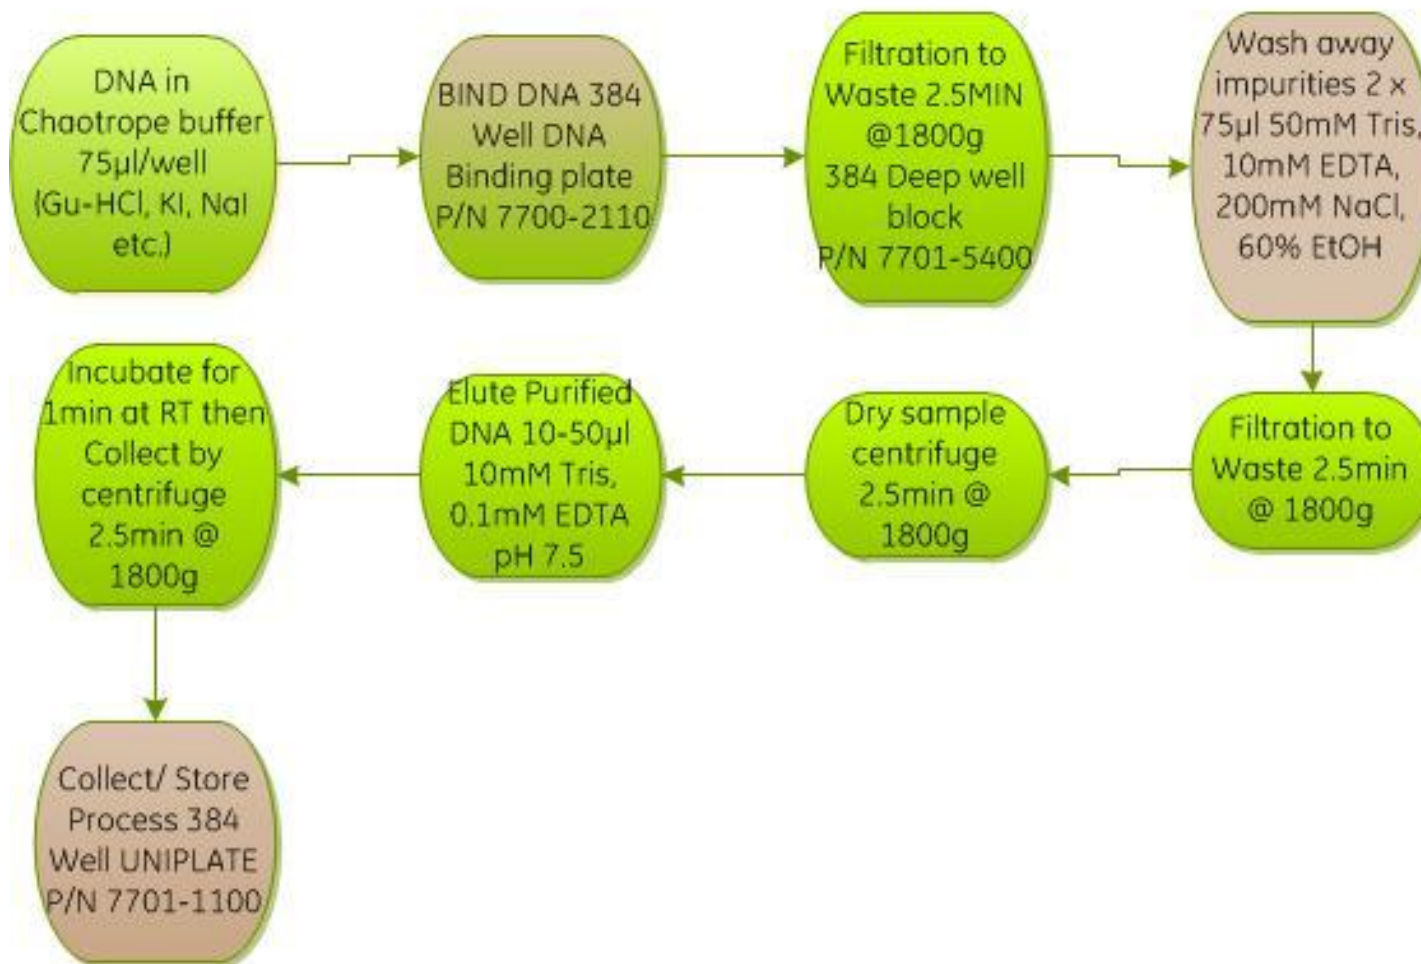 DNA in
Chaotrope buffer
75µl/well
(Gu-HCl, KI, NaI
etc.)
BIND DNA 384
Well DNA
Binding plate
P/N 7700-2110
Filtration to
Waste 2.5MIN
@1800g
384 Deep well
block
P/N 7701-5400
Wash away
impurities 2 x
75µl 50mM Tris,
10mM EDTA,
200mM NaCl,
60% EtOH
Filtration to
Waste 2.5min
@ 1800g
Dry sample
centrifuge
2.5min @
1800g
Elute Purified
DNA 10-50µl
10mM Tris,
0.1mM EDTA
pH 7.5
Incubate for
1min at RT then
Collect by
centrifuge
2.5min @
1800g
Collect/ Store
Process 384
Well UNIPLATE
P/N 7701-1100